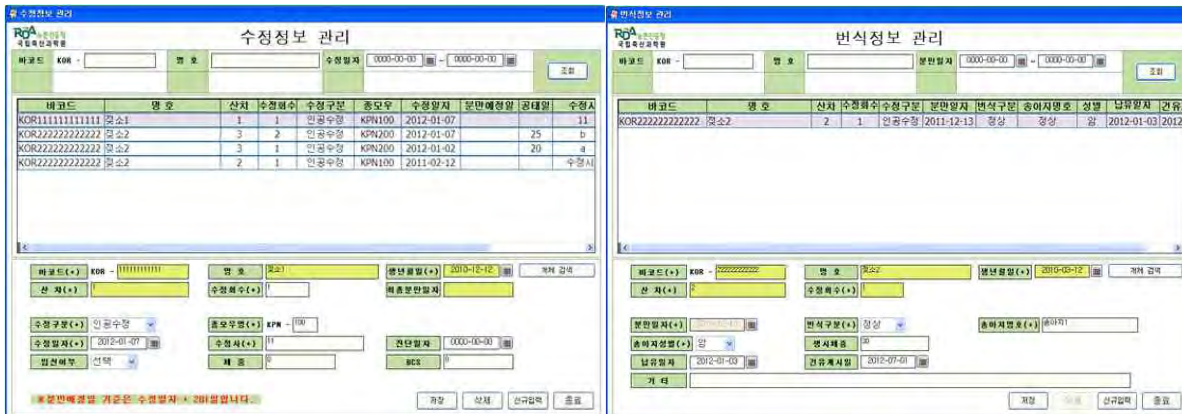 수정정보 관리
RDA 농촌진흥청
국립축산과학원
수정정보 관리
바코드 KOR - 명 호 수정일자 0000-00-00 ~ 0000-00-00
조회
바코드 명 호 산차 수정회수 수정구분 종모우 수정일자 분만예정일 공태일 수정사
KOR111111111111 젖소1 1 1 인공수정 KPN100 2012-01-07 11
KOR222222222222 젖소2 3 2 인공수정 KPN200 2012-01-07 25 b
KOR222222222222 젖소2 3 1 인공수정 KPN200 2012-01-02 20 a
KOR222222222222 젖소2 2 1 인공수정 KPN100 2011-02-12 수정사
바코드(*) KOR - 111111111111 명 호 젖소1 생년월일(*) 2010-12-12 개체 검색
산 차(*) 1 수정회수(*) 1 최종분만일자
수정구분(*) 인공수정 종모우명(*) KPN - 100
수정일자(*) 2012-01-07 수정사(*) 11 진단일자 0000-00-00
임신여부 선택 체 중 0 BCS 0
※분만예정일 기준은 수정일자 + 281일입니다.
저장 삭제 신규입력 종료
번식정보 관리
RDA 농촌진흥청
국립축산과학원
번식정보 관리
바코드 KOR - 명 호 분만일자 0000-00-00 ~ 0000-00-00
조회
바코드 명 호 산차 수정회수 수정구분 분만일자 번식구분 송아지명호 성별 납유일자 건유
KOR222222222222 젖소2 2 1 인공수정 2011-12-13 정상 정상 암 2012-01-03 2012
바코드(*) KOR - 222222222222 명 호 젖소2 생년월일(*) 2010-03-12 개체 검색
산 차(*) 2 수정회수(*) 1
분만일자(*) 번식구분(*) 정상 송아지명호(*) 송아지1
송아지성별(*) 암 생시체중 30
납유일자 2012-01-03 건유개시일 2012-07-01
기 타
저장 삭제 신규입력 종료